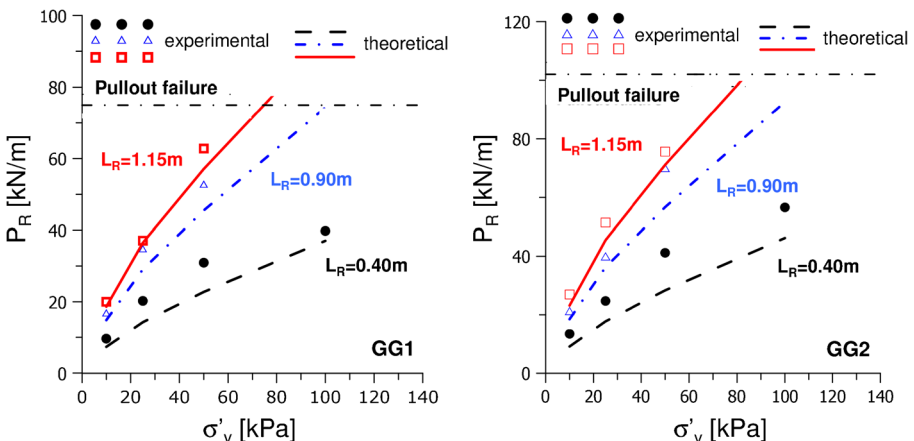 100
80
60
40
20
0
P_R [kN/m]
experimental
theoretical
Pullout failure
L_R=1.15m
L_R=0.90m
L_R=0.40m
GG1
0 20 40 60 80 100 120 140
σ'_v [kPa]
120
80
40
0
P_R [kN/m]
experimental
theoretical
Pullout failure
L_R=1.15m
L_R=0.90m
L_R=0.40m
GG2
0 20 40 60 80 100 120 140
σ'_v [kPa]